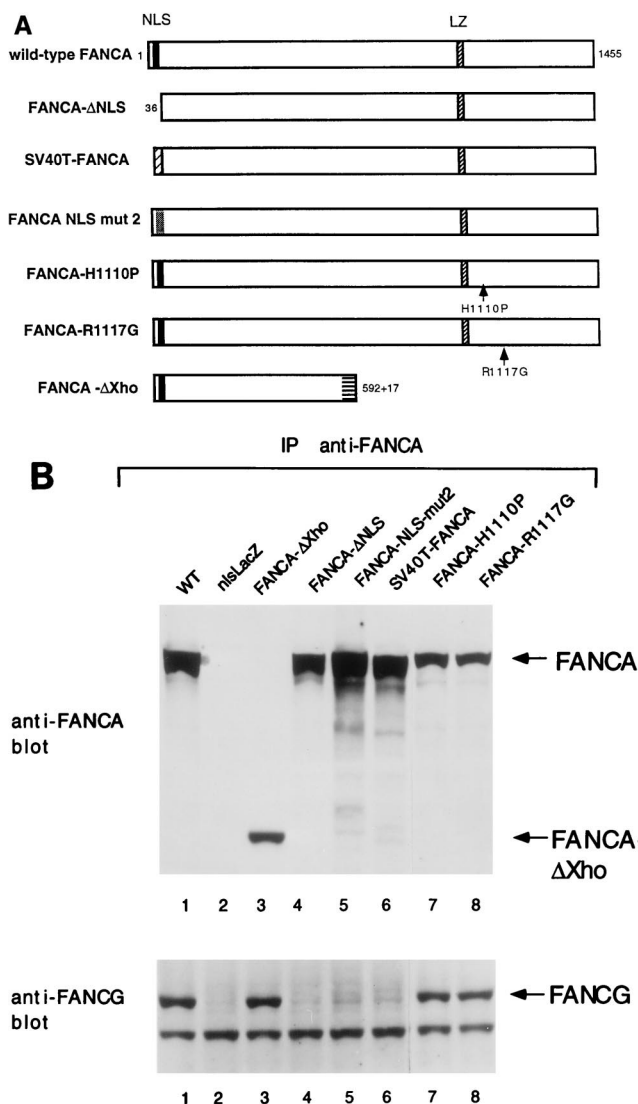 A
NLS LZ
wild-type FANCA 1 1455
FANCA-ΔNLS 36
SV40T-FANCA
FANCA NLS mut 2
FANCA-H1110P
H1110P
FANCA-R1117G
R1117G
FANCA -ΔXho 592+17
B
IP anti-FANCA
WT nlsLacZ FANCA-ΔXho FANCA-ΔNLS FANCA-NLS-mut2 SV40T-FANCA FANCA-H1110P FANCA-R1117G
anti-FANCA
blot
FANCA
FANCA-
ΔXho
1 2 3 4 5 6 7 8
anti-FANCG
blot
FANCG
1 2 3 4 5 6 7 8